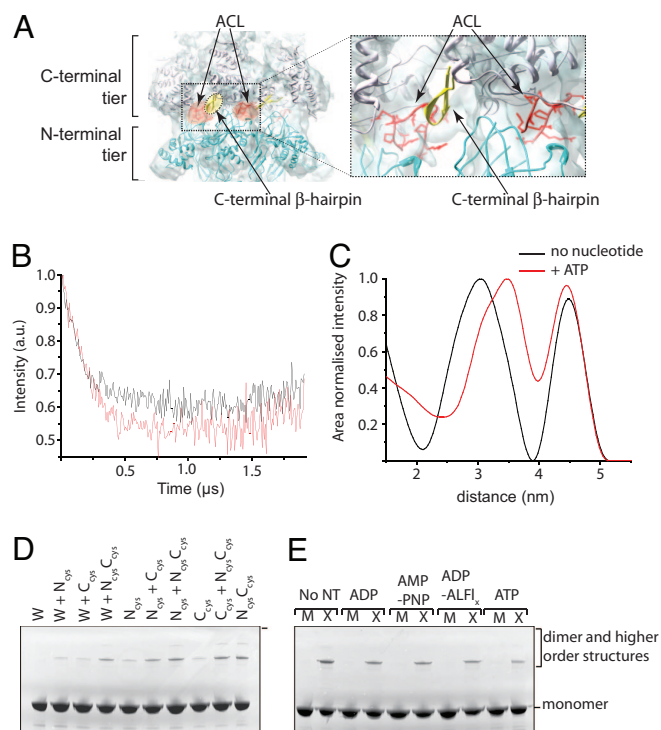 A
ACL
ACL
C-terminal
tier
N-terminal
tier
C-terminal β-hairpin
C-terminal β-hairpin
B
1.0
0.9
0.8
0.7
0.6
0.5
Intensity (a.u.)
0.5
1.0
1.5
Time (µs)
C
no nucleotide
+ ATP
1.0
0.8
0.6
0.4
0.2
Area normalised intensity
2
3
4
5
distance (nm)
D
W
W + Ncys
W + Ccys
W + NcysCcys
Ncys
Ncys + Ccys
Ncys + NcysCcys
Ccys
Ccys + NcysCcys
NcysCcys
E
No NT
ADP
AMP
-PNP
ADP
-ALFlx
ATP
M X M X M X M X M X
dimer and higher
order structures
monomer